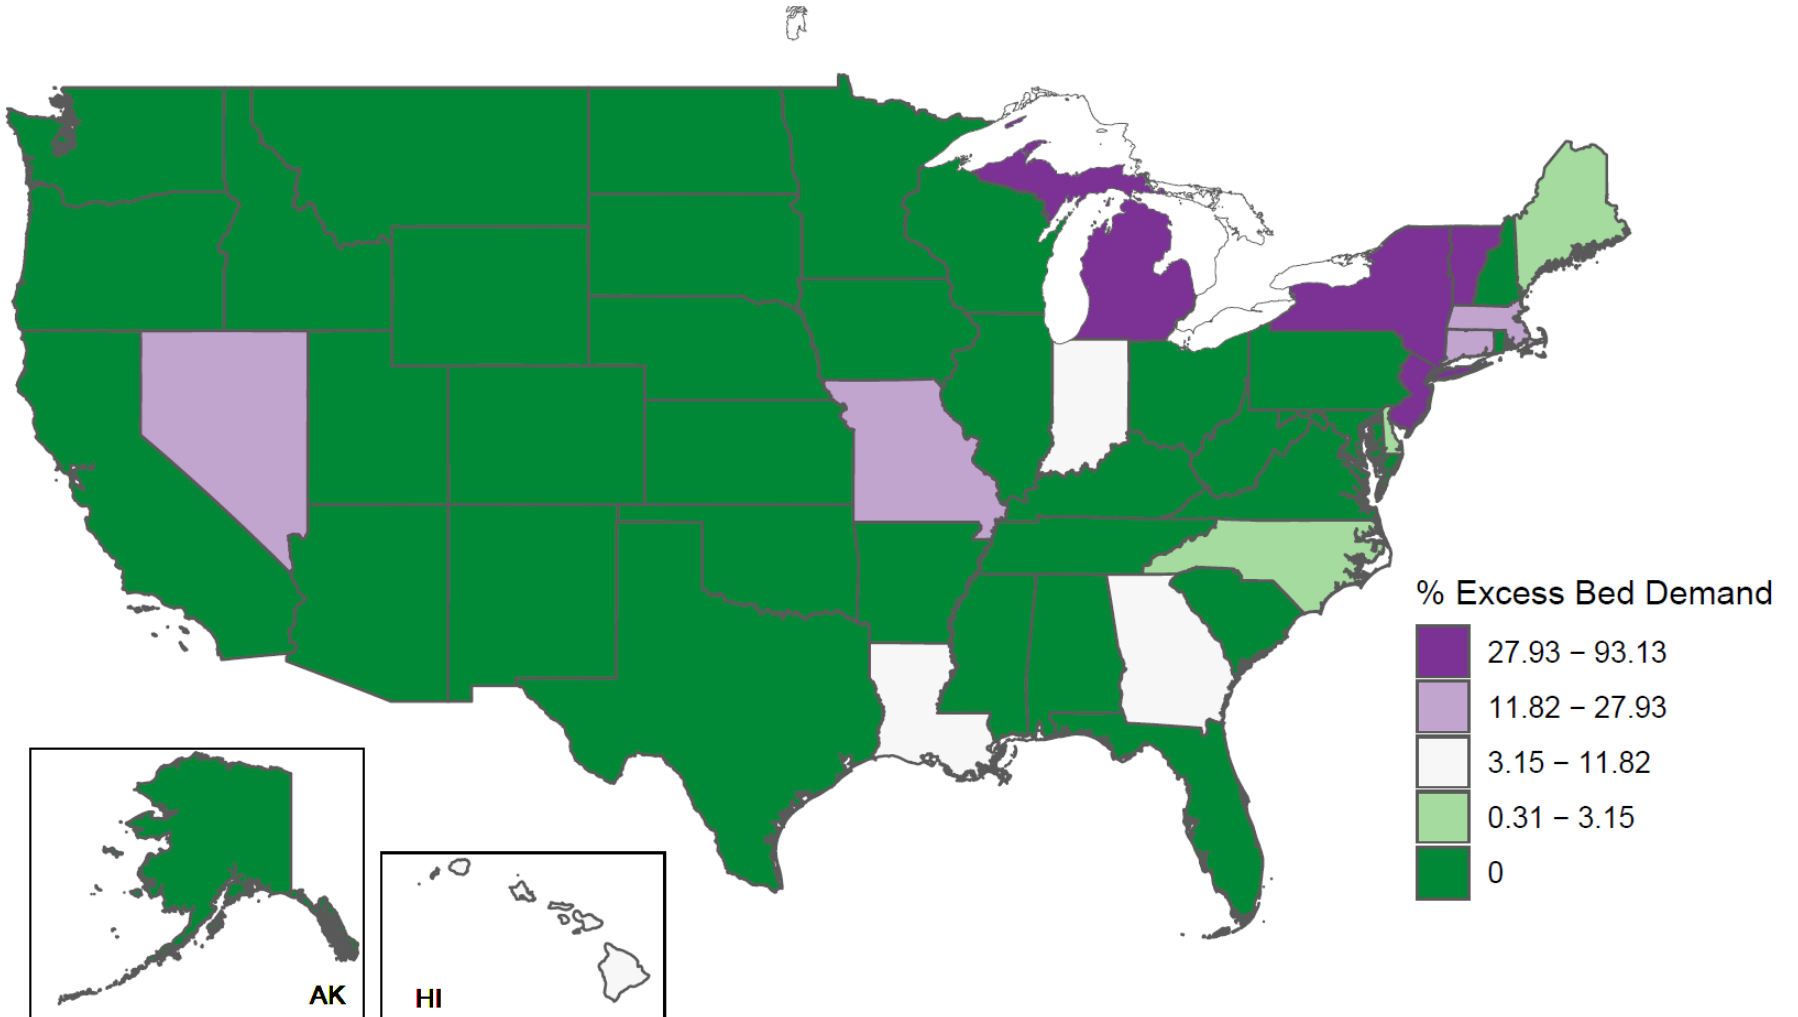 % Excess Bed Demand
27.93 – 93.13
11.82 – 27.93
3.15 – 11.82
0.31 – 3.15
0
AK
HI